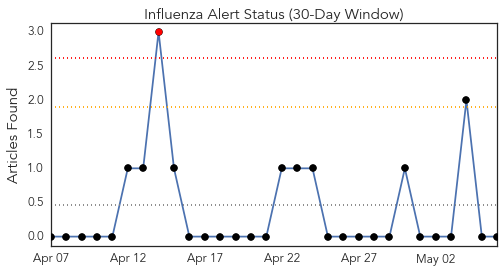 Influenza Alert Status (30-Day Window)
Articles Found
3.0
2.5
2.0
1.5
1.0
0.5
0.0
Apr 07 Apr 12 Apr 17 Apr 22 Apr 27 May 02